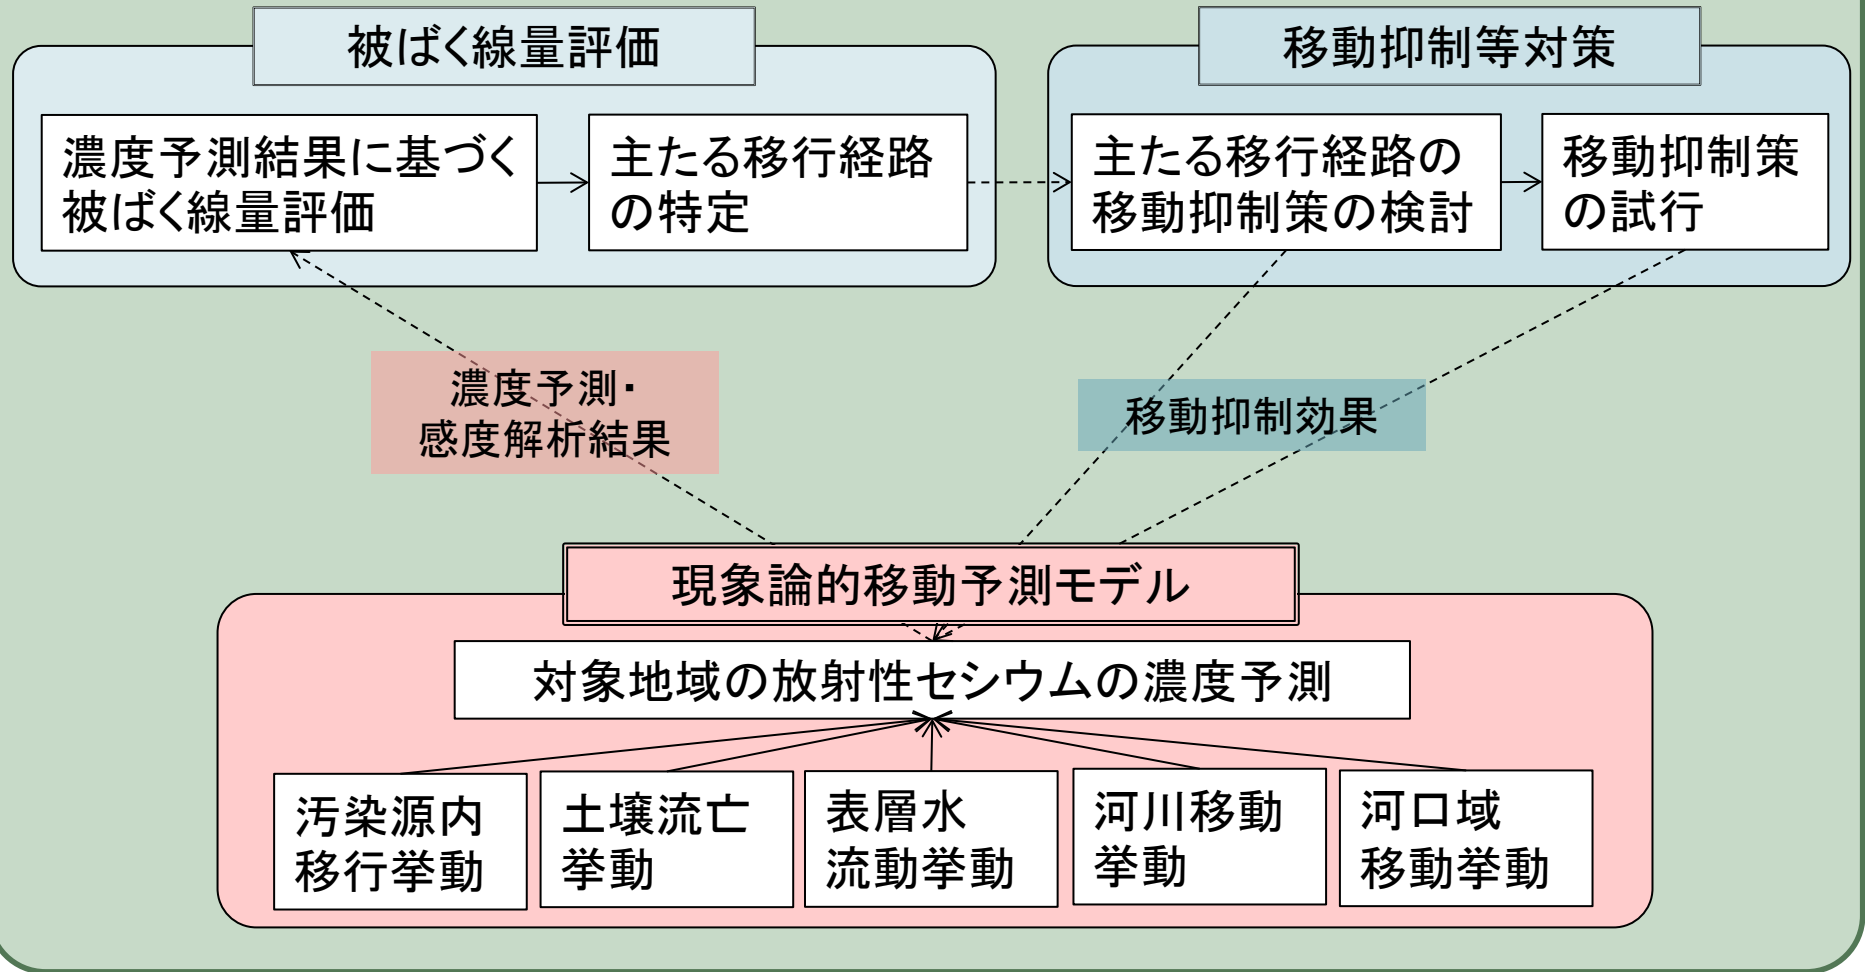 被ばく線量評価
移動抑制等対策
濃度予測結果に基づく
被ばく線量評価
主たる移行経路
の特定
主たる移行経路の
移動抑制策の検討
移動抑制策
の試行
濃度予測・
感度解析結果
移動抑制効果
現象論的移動予測モデル
対象地域の放射性セシウムの濃度予測
汚染源内
移行挙動
土壌流亡
挙動
表層水
流動挙動
河川移動
挙動
河口域
移動挙動